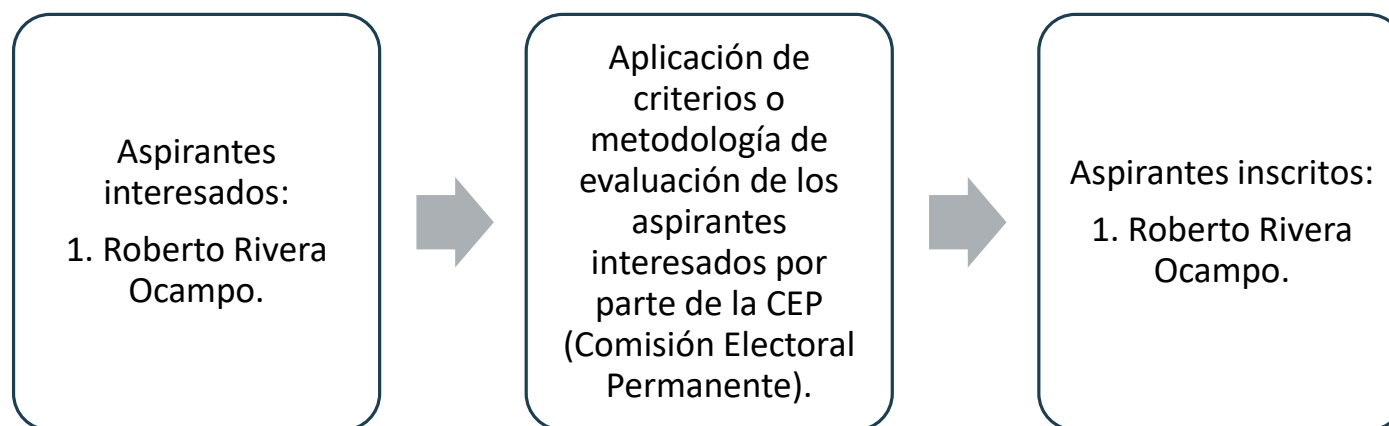 Aspirantes
interesados:
1. Roberto Rivera
Ocampo.
Aplicación de
criterios o
metodología de
evaluación de los
aspirantes
interesados por
parte de la CEP
(Comisión Electoral
Permanente).
Aspirantes inscritos:
1. Roberto Rivera
Ocampo.